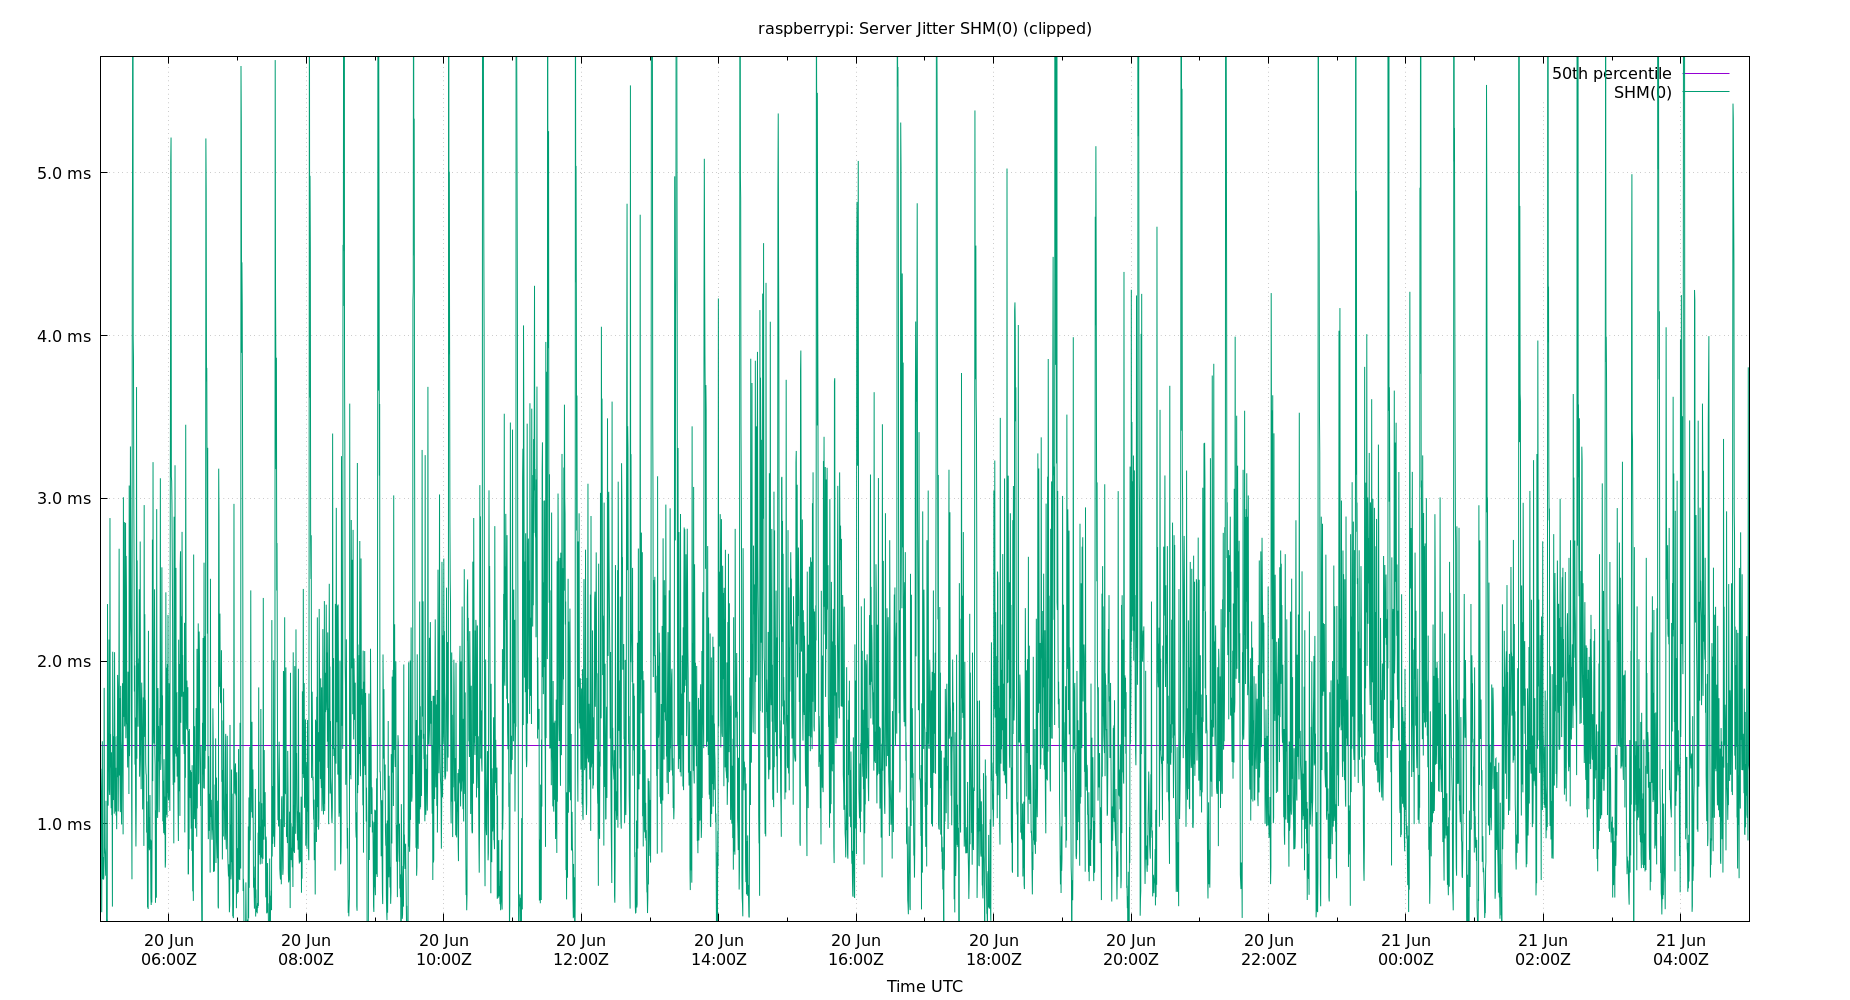 raspberrypi: Server Jitter SHM(0) (clipped)
50th percentile
SHM(0)
5.0 ms
4.0 ms
3.0 ms
2.0 ms
1.0 ms
20 Jun 20 Jun 20 Jun 20 Jun 20 Jun 20 Jun 20 Jun 20 Jun 20 Jun 21 Jun 21 Jun 21 Jun
06:00Z 08:00Z 10:00Z 12:00Z 14:00Z 16:00Z 18:00Z 20:00Z 22:00Z 00:00Z 02:00Z 04:00Z
Time UTC